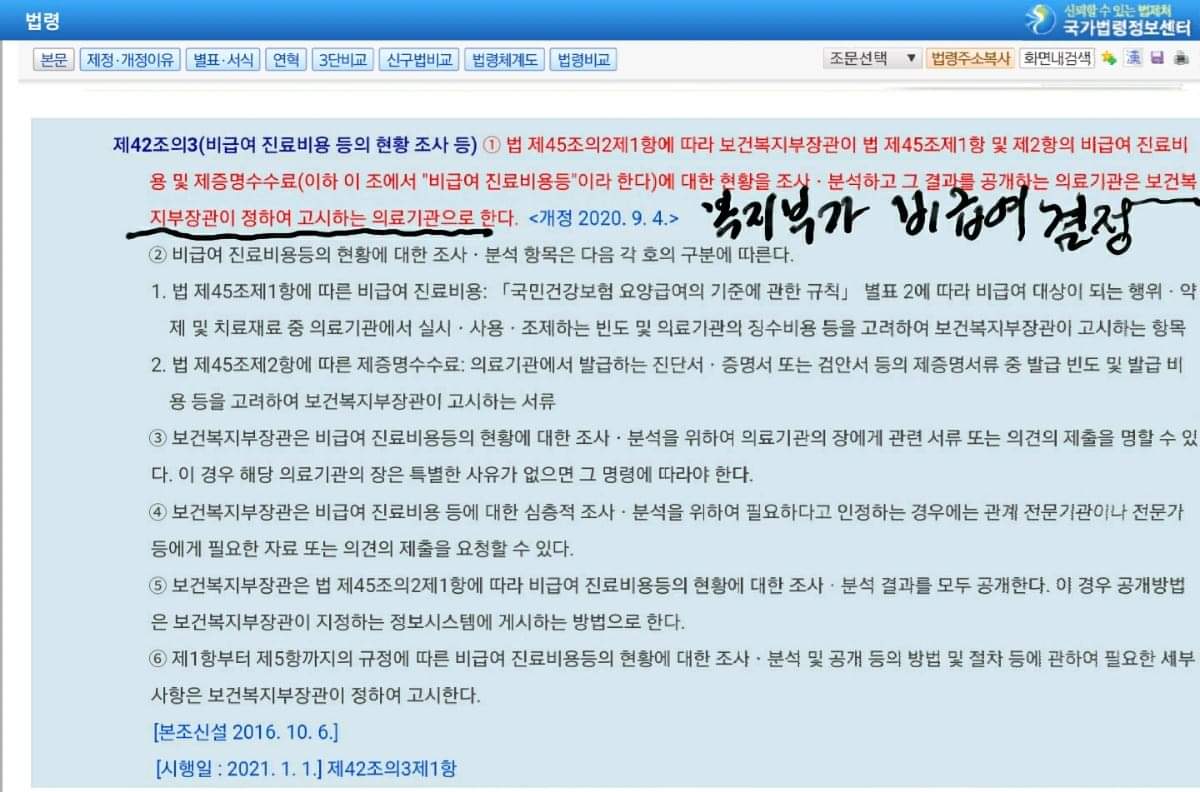 법령
신뢰할 수 있는 법제처
국가법령정보센터
본문 제정·개정이유 별표·서식 연혁 3단비교 신구법비교 법령체계도 법령비교 조문선택 ▼ 법령주소복사 화면내검색 漢
제42조의3(비급여 진료비용 등의 현황 조사 등) ① 법 제45조의2제1항에 따라 보건복지부장관이 법 제45조제1항 및 제2항의 비급여 진료비
용 및 제증명수수료(이하 이 조에서 "비급여 진료비용등"이라 한다)에 대한 현황을 조사·분석하고 그 결과를 공개하는 의료기관은 보건복
지부장관이 정하여 고시하는 의료기관으로 한다. <개정 2020. 9. 4.>
복지부가 비급여 결정
② 비급여 진료비용등의 현황에 대한 조사·분석 항목은 다음 각 호의 구분에 따른다.
1. 법 제45조제1항에 따른 비급여 진료비용: 「국민건강보험 요양급여의 기준에 관한 규칙」 별표 2에 따라 비급여 대상이 되는 행위·약
제 및 치료재료 중 의료기관에서 실시·사용·조제하는 빈도 및 의료기관의 징수비용 등을 고려하여 보건복지부장관이 고시하는 항목
2. 법 제45조제2항에 따른 제증명수수료: 의료기관에서 발급하는 진단서·증명서 또는 검안서 등의 제증명서류 중 발급 빈도 및 발급 비
용 등을 고려하여 보건복지부장관이 고시하는 서류
③ 보건복지부장관은 비급여 진료비용등의 현황에 대한 조사·분석을 위하여 의료기관의 장에게 관련 서류 또는 의견의 제출을 명할 수 있
다. 이 경우 해당 의료기관의 장은 특별한 사유가 없으면 그 명령에 따라야 한다.
④ 보건복지부장관은 비급여 진료비용 등에 대한 심층적 조사·분석을 위하여 필요하다고 인정하는 경우에는 관계 전문기관이나 전문가
등에게 필요한 자료 또는 의견의 제출을 요청할 수 있다.
⑤ 보건복지부장관은 법 제45조의2제1항에 따라 비급여 진료비용등의 현황에 대한 조사·분석 결과를 모두 공개한다. 이 경우 공개방법
은 보건복지부장관이 지정하는 정보시스템에 게시하는 방법으로 한다.
⑥ 제1항부터 제5항까지의 규정에 따른 비급여 진료비용등의 현황에 대한 조사·분석 및 공개 등의 방법 및 절차 등에 관하여 필요한 세부
사항은 보건복지부장관이 정하여 고시한다.
[본조신설 2016. 10. 6.]
[시행일 : 2021. 1. 1.] 제42조의3제1항